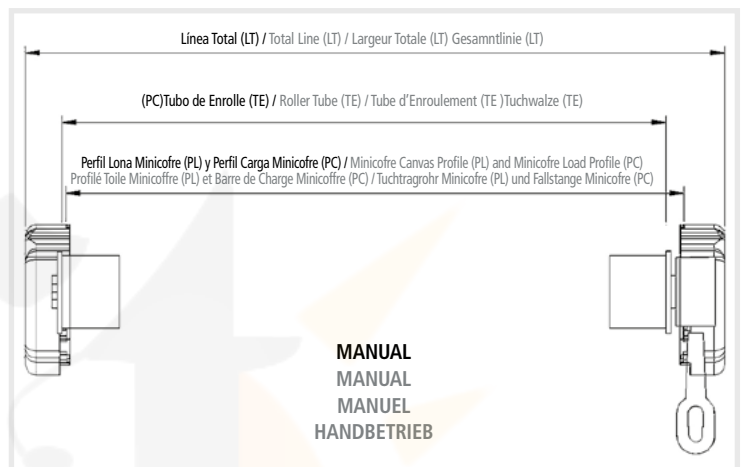 Línea Total (LT) / Total Line (LT) / Largeur Totale (LT) Gesamntlinie (LT)
(PC)Tubo de Enrolle (TE) / Roller Tube (TE) / Tube d'Enroulement (TE )Tuchwalze (TE)
Perfil Lona Minicofre (PL) y Perfil Carga Minicofre (PC) / Minicofre Canvas Profile (PL) and Minicofre Load Profile (PC)
Profilé Toile Minicoffre (PL) et Barre de Charge Minicoffre (PC) / Tuchtragrohr Minicofre (PL) und Fallstange Minicofre (PC)
MANUAL
MANUAL
MANUEL
HANDBETRIEB